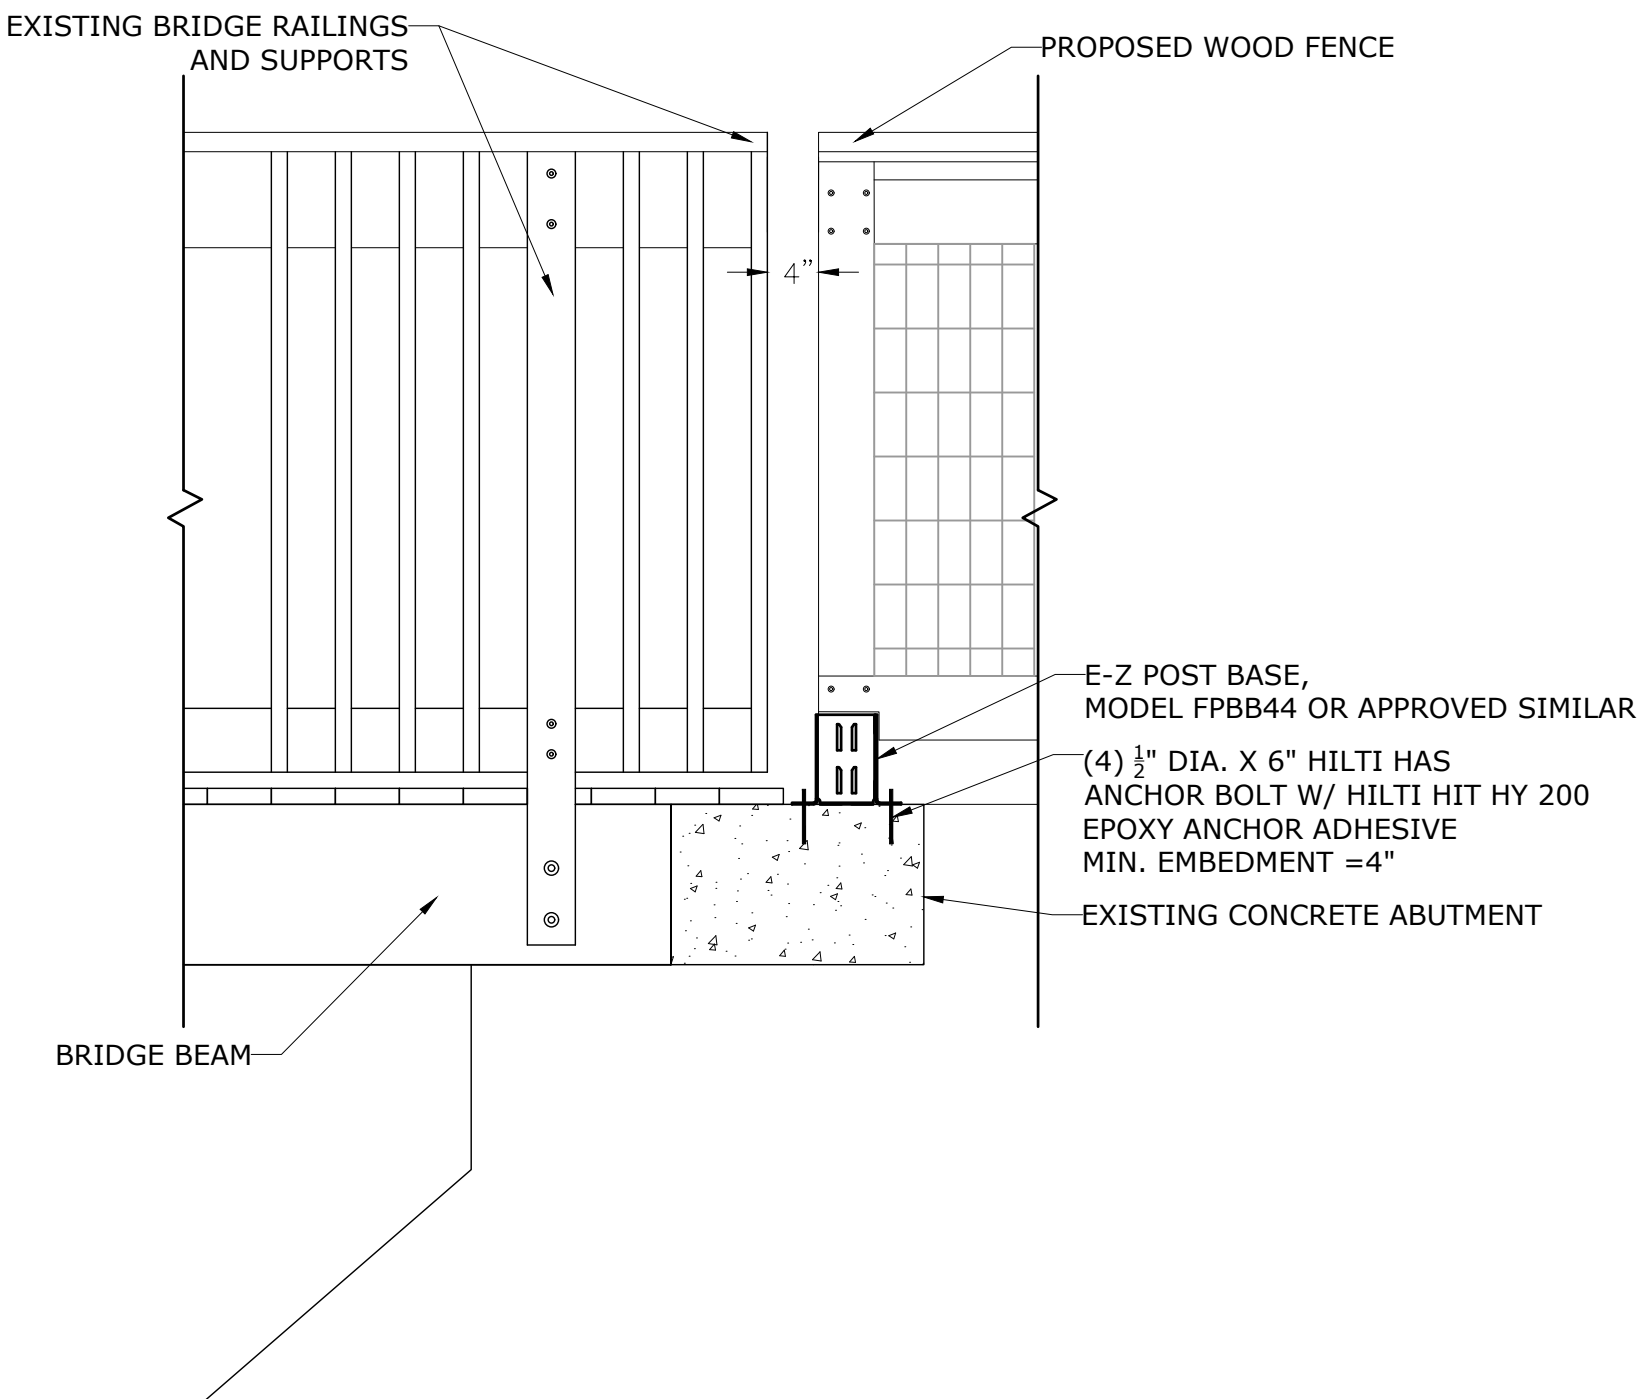 EXISTING BRIDGE RAILINGS
AND SUPPORTS
PROPOSED WOOD FENCE
4”
E-Z POST BASE,
MODEL FPBB44 OR APPROVED SIMILAR
(4) ½" DIA. X 6" HILTI HAS
ANCHOR BOLT W/ HILTI HIT HY 200
EPOXY ANCHOR ADHESIVE
MIN. EMBEDMENT =4"
EXISTING CONCRETE ABUTMENT
BRIDGE BEAM